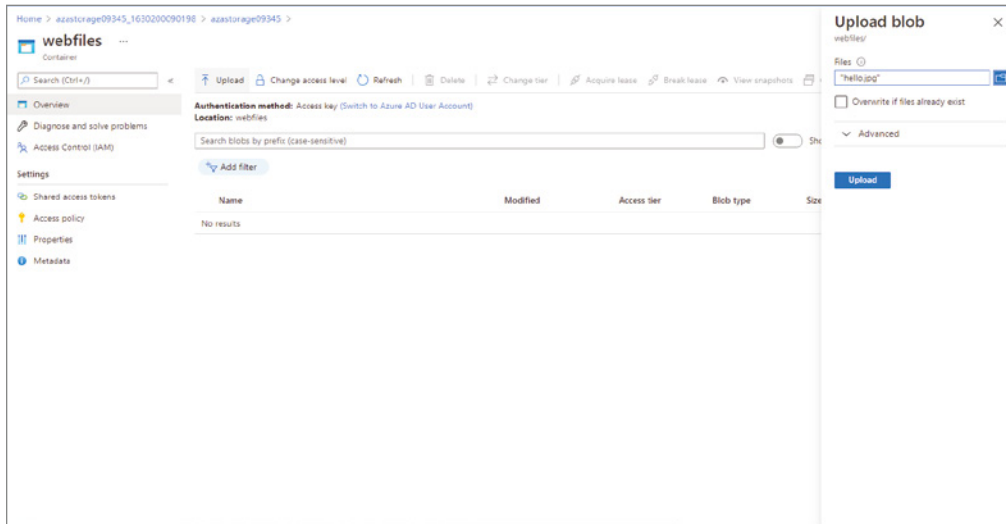 Home > azastorage09345_1630200090198 > azastorage09345 >
webfiles ...
Container
Search (Ctrl+/)
«
Overview
Diagnose and solve problems
Access Control (IAM)
Settings
Shared access tokens
Access policy
Properties
Metadata
Upload
Change access level
Refresh
Delete
Change tier
Acquire lease
Break lease
View snapshots
Authentication method: Access key (Switch to Azure AD User Account)
Location: webfiles
Search blobs by prefix (case-sensitive)
Add filter
Name Modified Access tier Blob type Size
No results
Upload blob
webfiles/
Files
"hello.jpg"
Overwrite if files already exist
Advanced
Upload